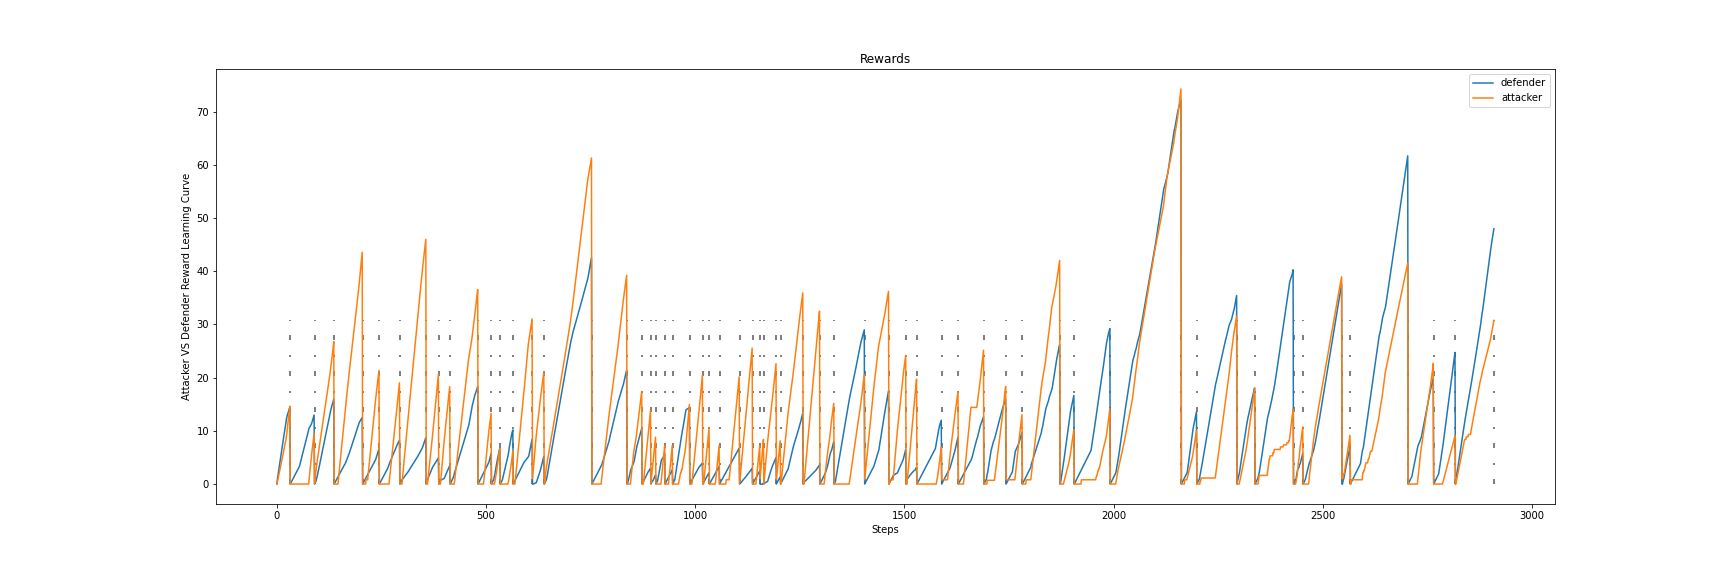 Rewards
defender
attacker
Attacker VS Defender Reward Learning Curve
70
60
50
40
30
20
10
0
0 500 1000 1500 2000 2500 3000
Steps